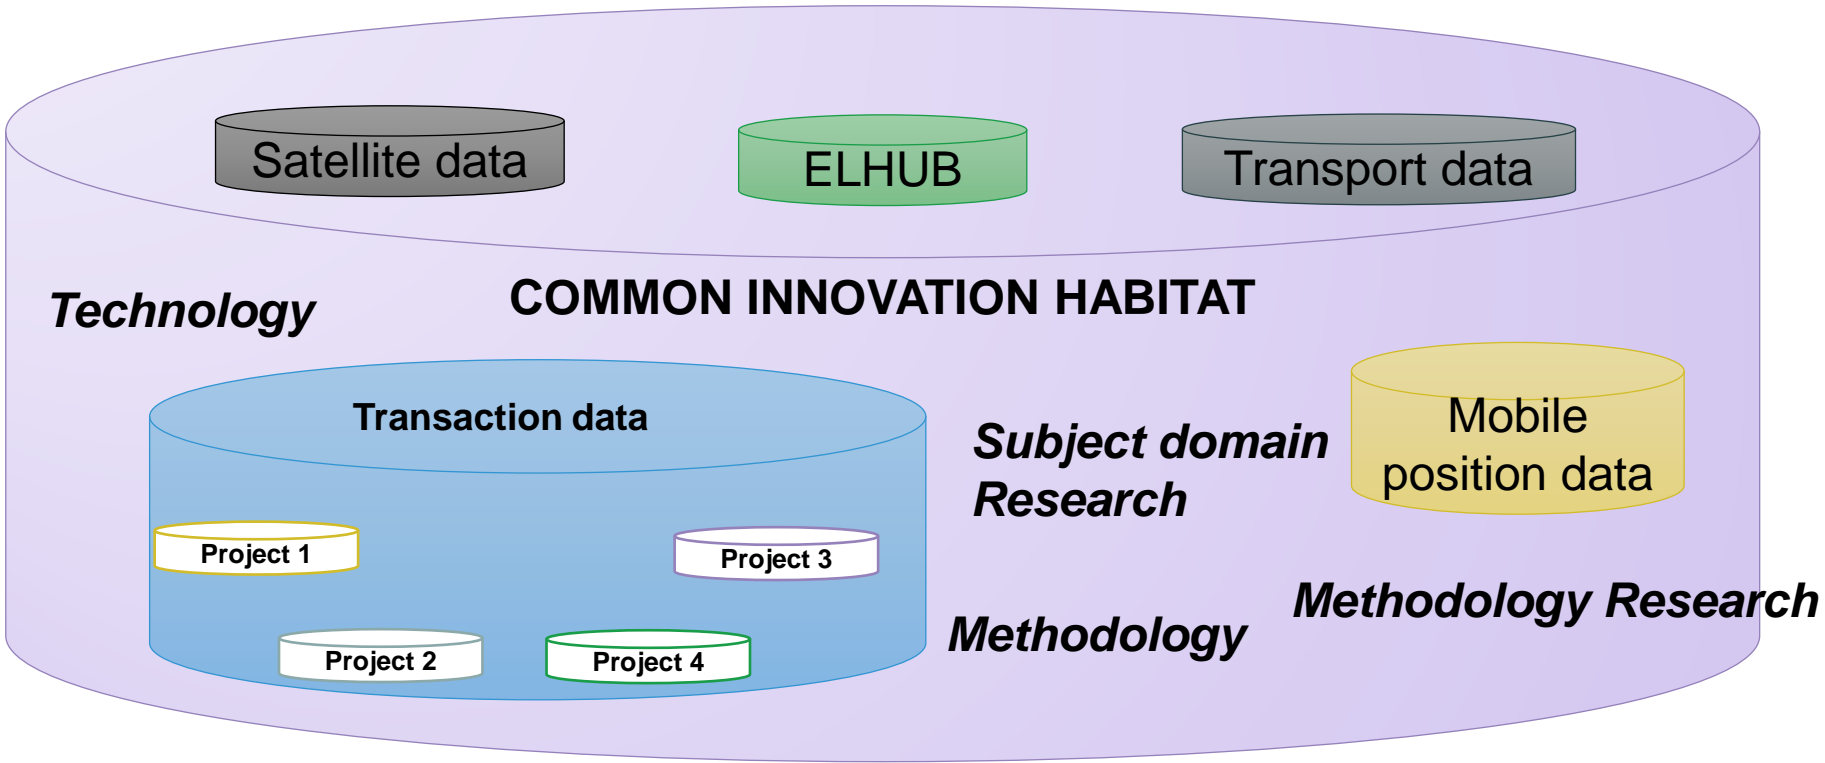 Satellite data
ELHUB
Transport data
COMMON INNOVATION HABITAT
Technology
Transaction data
Mobile
position data
Subject domain
Research
Project 1
Project 3
Methodology Research
Methodology
Project 2
Project 4